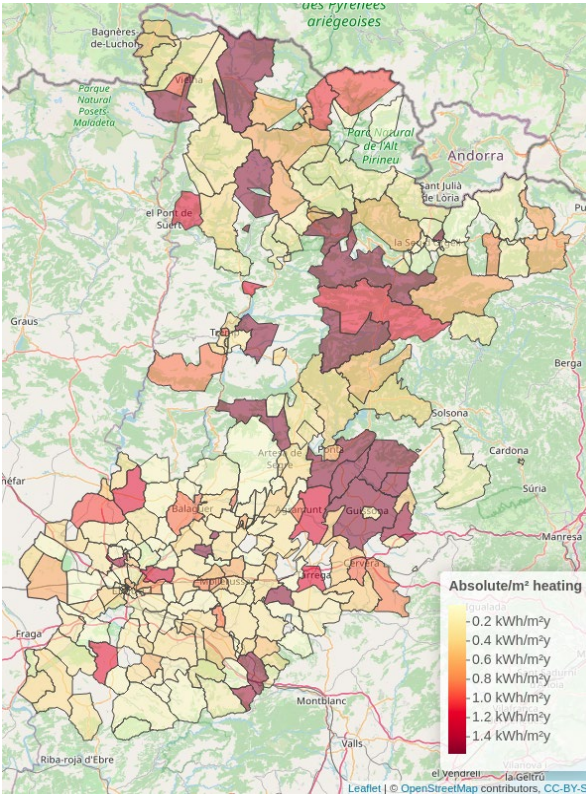 des Pyrénées
ariégeoises
Bagnères-
de-Luchon
Vielha
Parque
Natural
Posets-
Maladeta
Parc Natural
de l'Alt
Pirineu
Andorra
Sant Julià
de Lòria
el Pont de
Suert
la Seu d'Urgell
Graus
Berga
Solsona
Artesa de
Segre
Ponts
Cardona
Súria
Balaguer
Agramunt
Guissona
Manresa
Cervera
Mollerussa
Tàrrega
Fraga
Montblanc
Valls
Riba-roja d'Ebre
el Vendrell
Vilanova i
la Geltrú
Igualada
Absolute/m² heating
0.2 kWh/m²y
0.4 kWh/m²y
0.6 kWh/m²y
0.8 kWh/m²y
1.0 kWh/m²y
1.2 kWh/m²y
1.4 kWh/m²y
Leaflet | © OpenStreetMap contributors, CC-BY-S